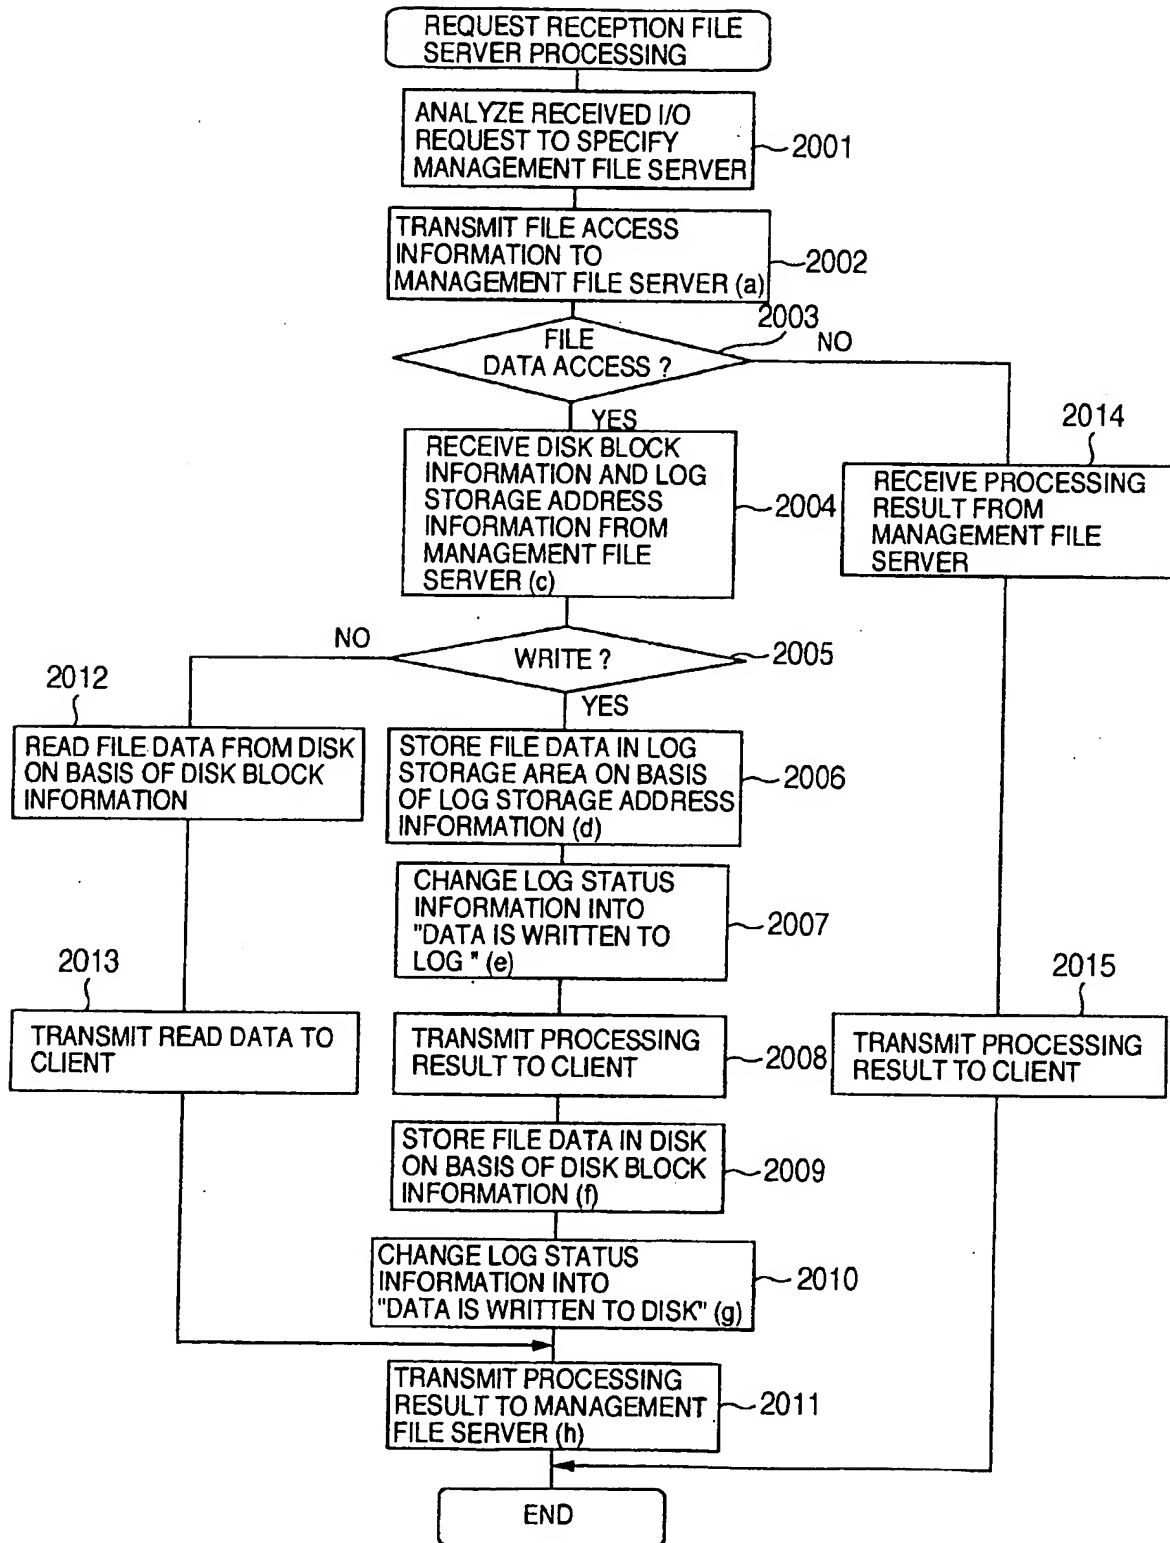 REQUEST RECEPTION FILE
SERVER PROCESSING
ANALYZE RECEIVED I/O
REQUEST TO SPECIFY
MANAGEMENT FILE SERVER
2001
TRANSMIT FILE ACCESS
INFORMATION TO
MANAGEMENT FILE SERVER (a)
2002
2003
FILE
DATA ACCESS ?
NO
YES
RECEIVE DISK BLOCK
INFORMATION AND LOG
STORAGE ADDRESS
INFORMATION FROM
MANAGEMENT FILE
SERVER (c)
2004
2014
RECEIVE PROCESSING
RESULT FROM
MANAGEMENT FILE
SERVER
NO
WRITE ?
2005
YES
2012
READ FILE DATA FROM DISK
ON BASIS OF DISK BLOCK
INFORMATION
STORE FILE DATA IN LOG
STORAGE AREA ON BASIS
OF LOG STORAGE ADDRESS
INFORMATION (d)
2006
CHANGE LOG STATUS
INFORMATION INTO
"DATA IS WRITTEN TO
LOG " (e)
2007
2013
TRANSMIT READ DATA TO
CLIENT
TRANSMIT PROCESSING
RESULT TO CLIENT
2008
2015
TRANSMIT PROCESSING
RESULT TO CLIENT
STORE FILE DATA IN DISK
ON BASIS OF DISK BLOCK
INFORMATION (f)
2009
CHANGE LOG STATUS
INFORMATION INTO
"DATA IS WRITTEN TO DISK" (g)
2010
TRANSMIT PROCESSING
RESULT TO MANAGEMENT
FILE SERVER (h)
2011
END